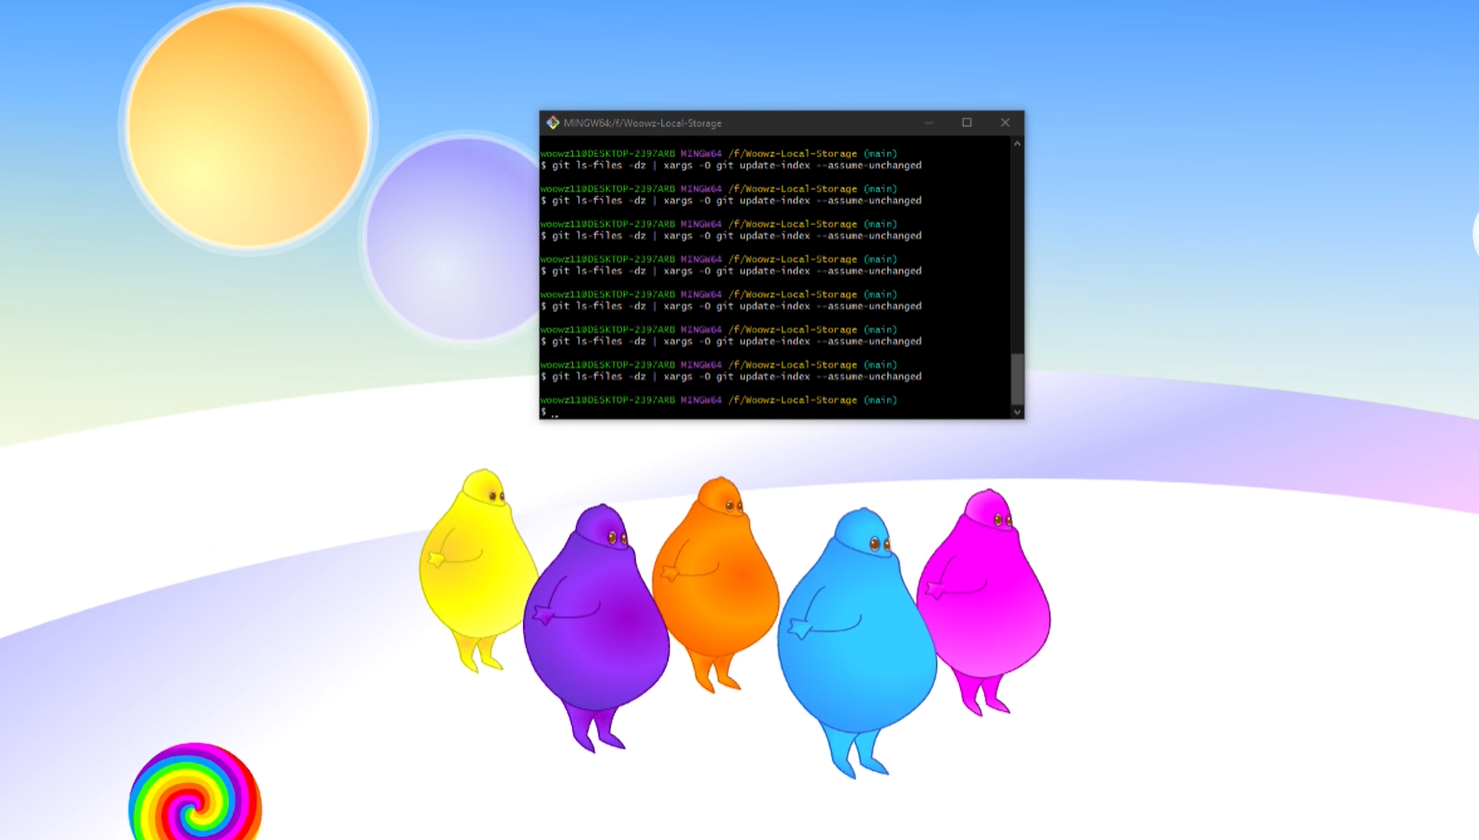 MINGW64:/f/Woowz-Local-Storage
woowz11@DESKTOP-2397ARB MINGW64 /f/Woowz-Local-Storage (main)
$ git ls-files -dz | xargs -0 git update-index --assume-unchanged
woowz11@DESKTOP-2397ARB MINGW64 /f/Woowz-Local-Storage (main)
$ git ls-files -dz | xargs -0 git update-index --assume-unchanged
woowz11@DESKTOP-2397ARB MINGW64 /f/Woowz-Local-Storage (main)
$ git ls-files -dz | xargs -0 git update-index --assume-unchanged
woowz11@DESKTOP-2397ARB MINGW64 /f/Woowz-Local-Storage (main)
$ git ls-files -dz | xargs -0 git update-index --assume-unchanged
woowz11@DESKTOP-2397ARB MINGW64 /f/Woowz-Local-Storage (main)
$ git ls-files -dz | xargs -0 git update-index --assume-unchanged
woowz11@DESKTOP-2397ARB MINGW64 /f/Woowz-Local-Storage (main)
$ git ls-files -dz | xargs -0 git update-index --assume-unchanged
woowz11@DESKTOP-2397ARB MINGW64 /f/Woowz-Local-Storage (main)
$ git ls-files -dz | xargs -0 git update-index --assume-unchanged
woowz11@DESKTOP-2397ARB MINGW64 /f/Woowz-Local-Storage (main)
$